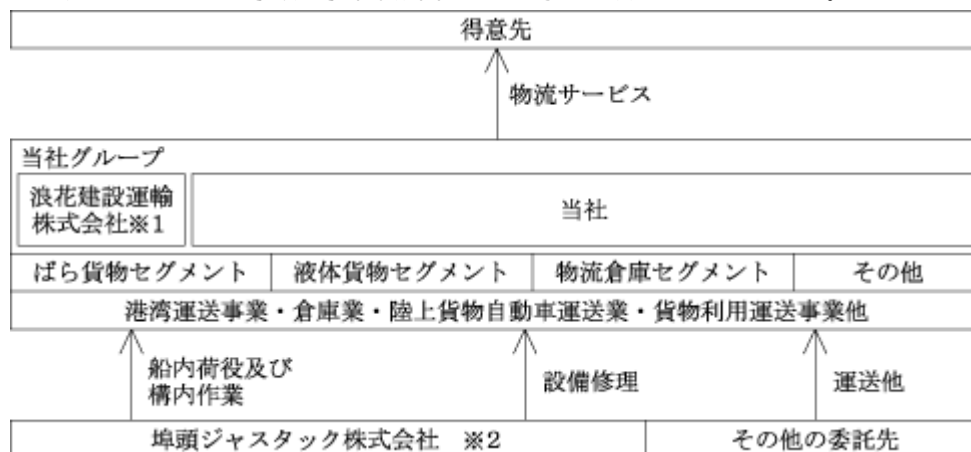 得意先
物流サービス
当社グループ
浪花建設運輸
株式会社※1
当社
ばら貨物セグメント
液体貨物セグメント
物流倉庫セグメント
その他
港湾運送事業・倉庫業・陸上貨物自動車運送業・貨物利用運送事業他
船内荷役及び
構内作業
設備修理
運送他
埠頭ジャスタック株式会社 ※2
その他の委託先